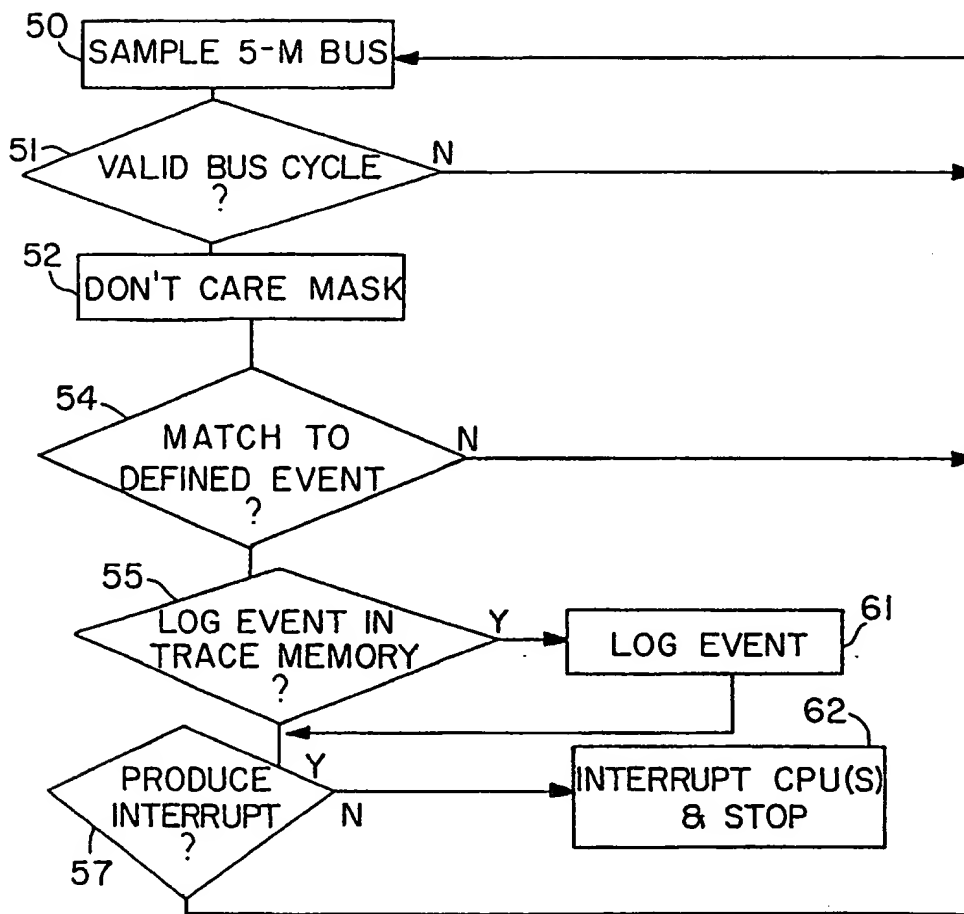 50
SAMPLE 5-M BUS
51
VALID BUS CYCLE
?
N
52
DON'T CARE MASK
54
MATCH TO
DEFINED EVENT
?
N
55
LOG EVENT IN
TRACE MEMORY
?
Y
LOG EVENT
61
62
PRODUCE
INTERRUPT
?
Y
N
INTERRUPT CPU(S)
& STOP
57